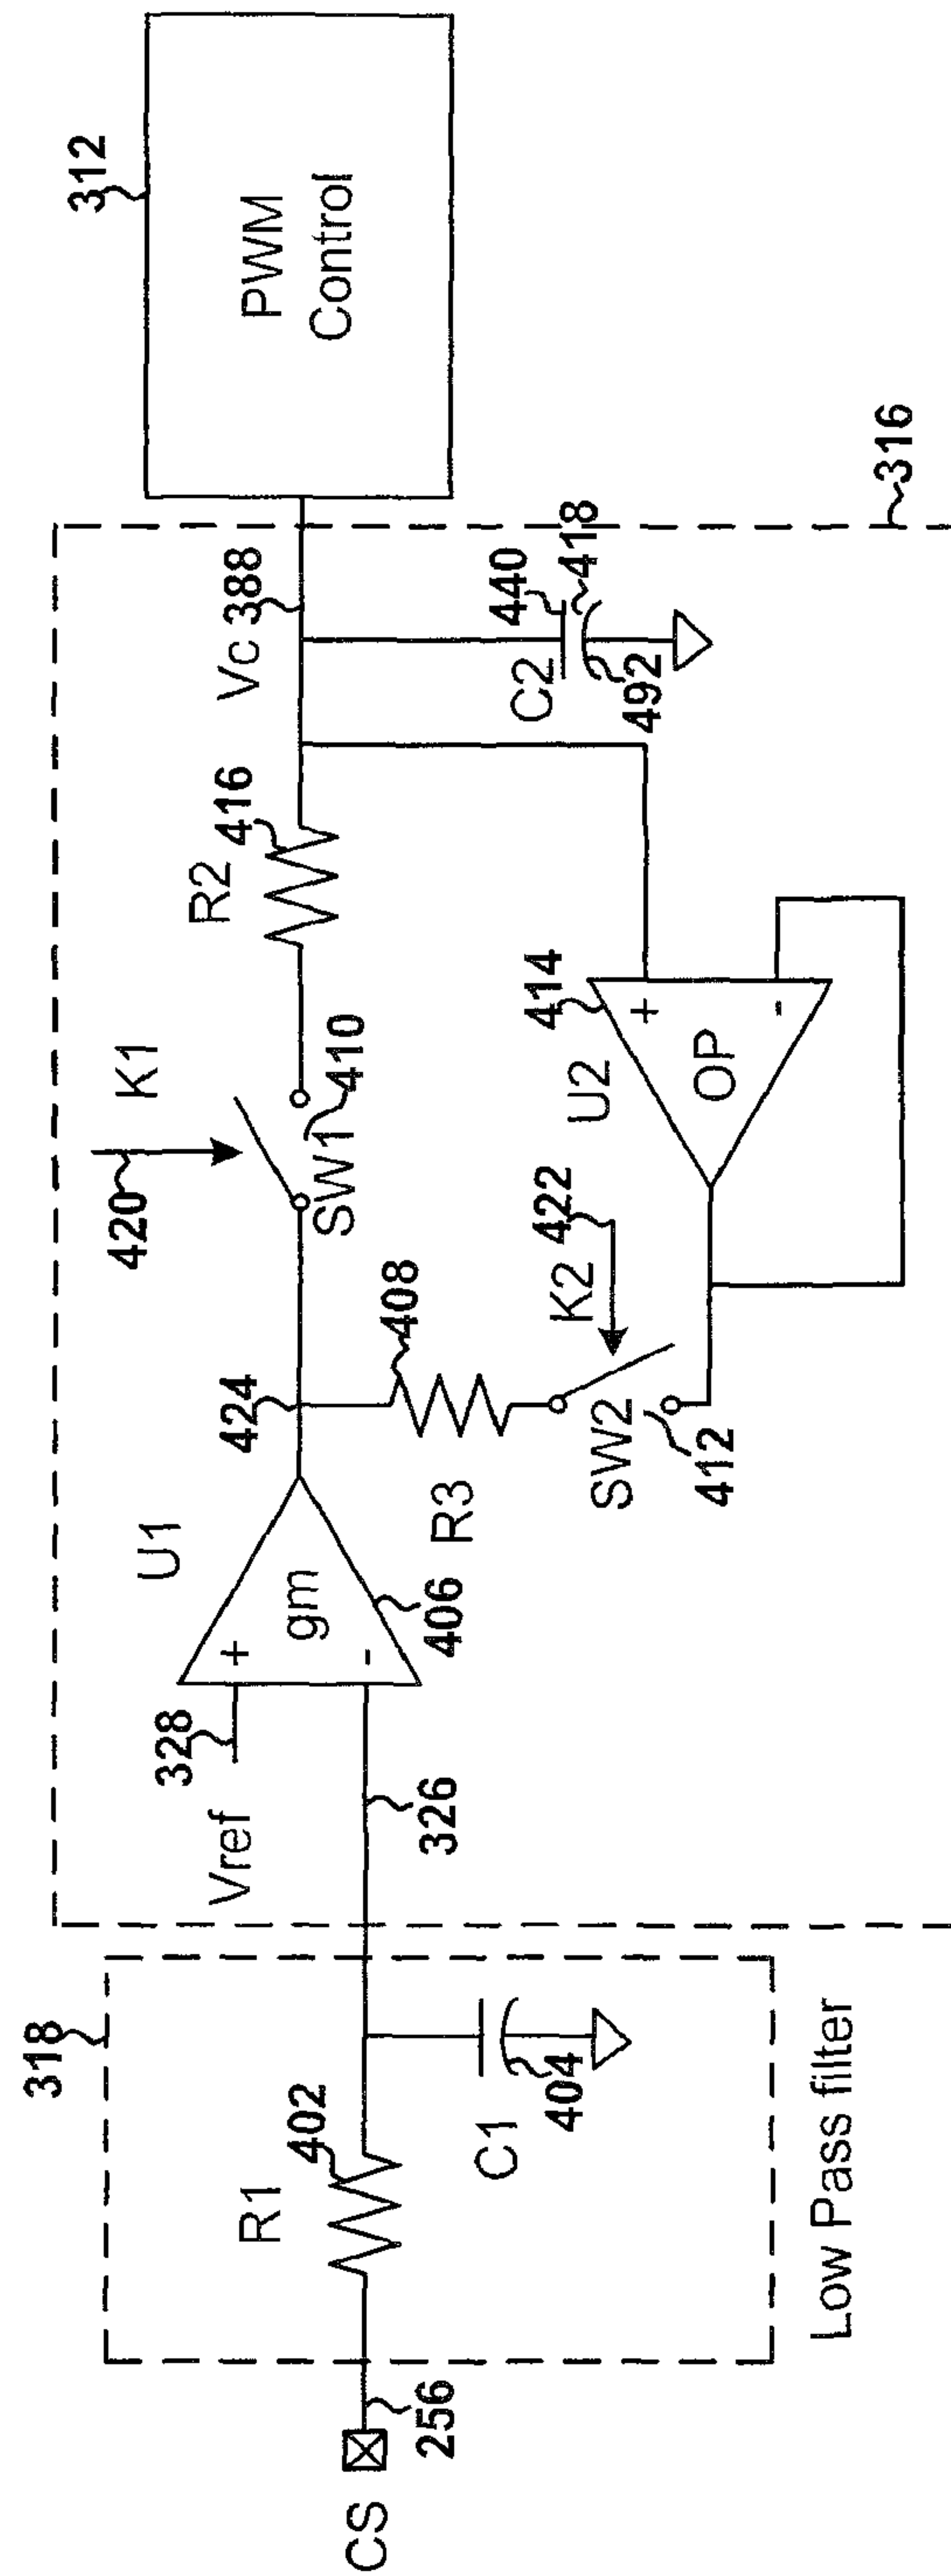 318
R1
402
C1
404
CS
256
Low Pass filter
Vref
328
326
U1
+
gm
-
406
424
408
R3
K1
420
SW1
410
R2
416
Vc
388
K2
422
SW2
412
U2
414
+
OP
-
C2
440
418
492
316
312
PWM
Control